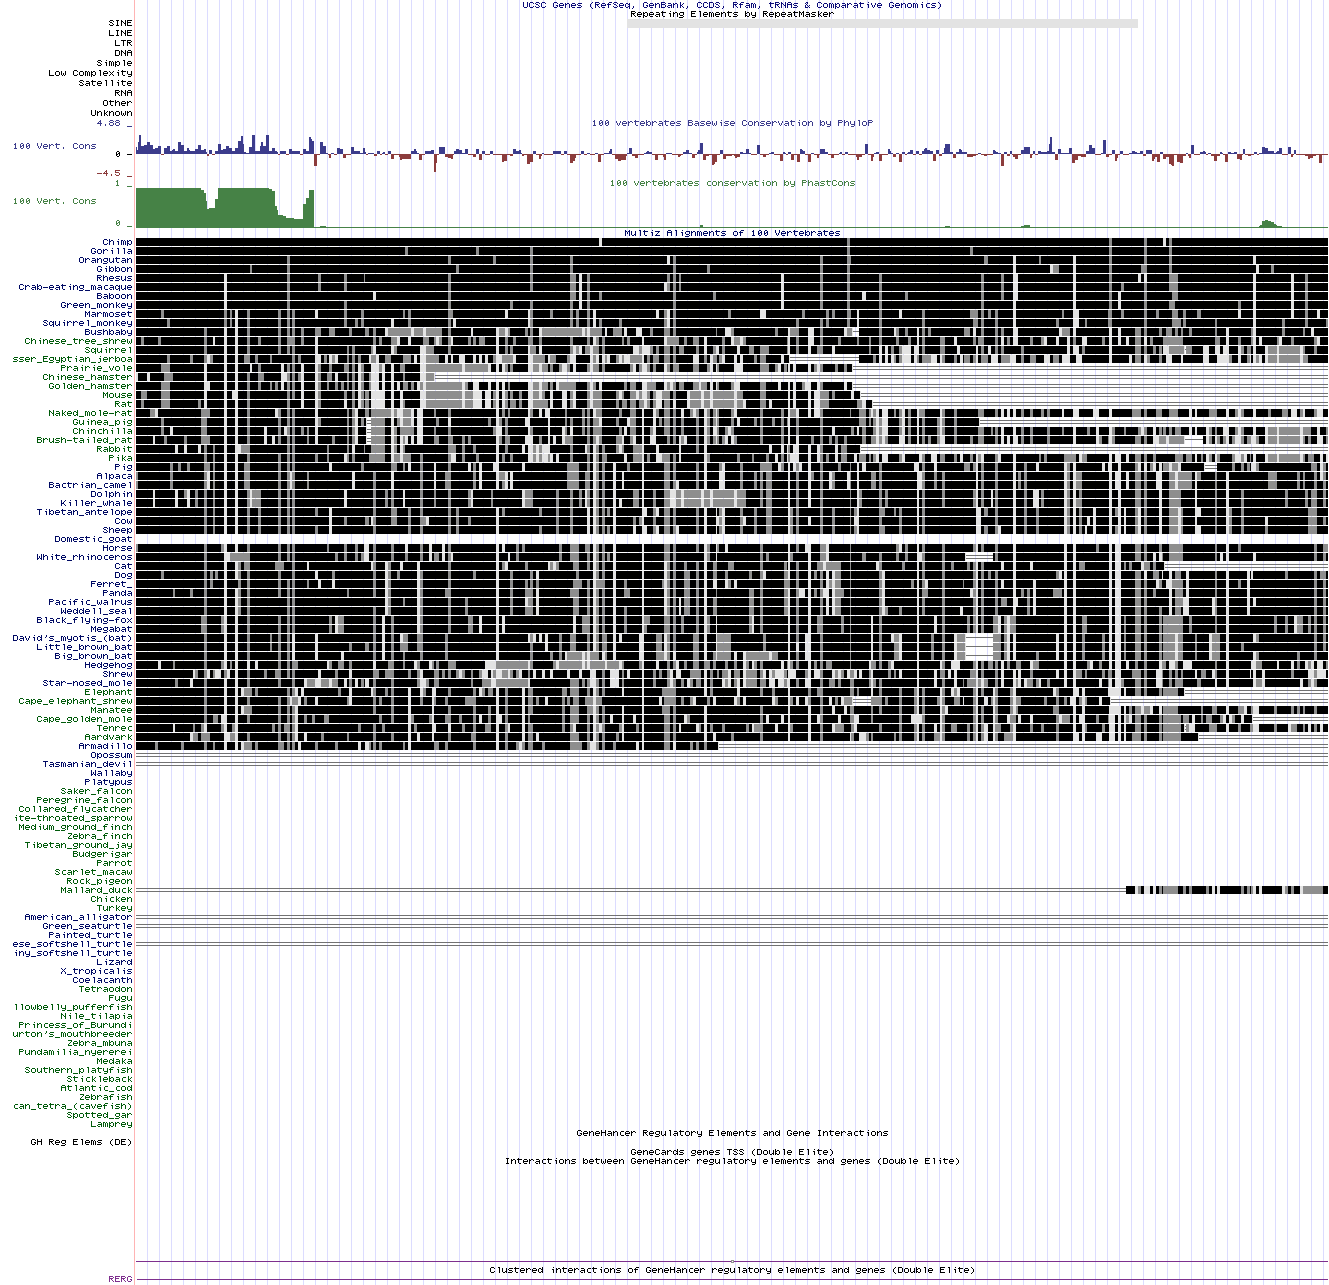 UCSC Genes (RefSeq, GenBank, CCDS, Rfam, tRNAs & Comparative Genomics)
Repeating Elements by RepeatMasker
SINE
LINE
LTR
DNA
Simple
Low Complexity
Satellite
RNA
Other
Unknown
4.88 _
100 vertebrates Basewise Conservation by PhyloP
100 Vert. Cons
0 _
-4.5 _
100 vertebrates conservation by PhastCons
1 _
100 Vert. Cons
0 _
Multiz Alignments of 100 Vertebrates
Chimp
Gorilla
Orangutan
Gibbon
Rhesus
Crab-eating_macaque
Baboon
Green_monkey
Marmoset
Squirrel_monkey
Bushbaby
Chinese_tree_shrew
Squirrel
sser_Egyptian_jerboa
Prairie_vole
Chinese_hamster
Golden_hamster
Mouse
Rat
Naked_mole-rat
Guinea_pig
Chinchilla
Brush-tailed_rat
Rabbit
Pika
Pig
Alpaca
Bactrian_camel
Dolphin
Killer_whale
Tibetan_antelope
Cow
Sheep
Domestic_goat
Horse
White_rhinoceros
Cat
Dog
Ferret_
Panda
Pacific_walrus
Weddell_seal
Black_flying-fox
Megabat
David's_myotis_(bat)
Little_brown_bat
Big_brown_bat
Hedgehog
Shrew
Star-nosed_mole
Elephant
Cape_elephant_shrew
Manatee
Cape_golden_mole
Tenrec
Aardvark
Armadillo
Opossum
Tasmanian_devil
Wallaby
Platypus
Saker_falcon
Peregrine_falcon
Collared_flycatcher
ite-throated_sparrow
Medium_ground_finch
Zebra_finch
Tibetan_ground_jay
Budgerigar
Parrot
Scarlet_macaw
Rock_pigeon
Mallard_duck
Chicken
Turkey
American_alligator
Green_seaturtle
Painted_turtle
ese_softshell_turtle
iny_softshell_turtle
Lizard
X_tropicalis
Coelacanth
Tetraodon
Fugu
llowbelly_pufferfish
Nile_tilapia
Princess_of_Burundi
urton's_mouthbreeder
Zebra_mbuna
Pundamilia_nyererei
Medaka
Southern_platyfish
Stickleback
Atlantic_cod
Zebrafish
can_tetra_(cavefish)
Spotted_gar
Lamprey
GeneHancer Regulatory Elements and Gene Interactions
GH Reg Elems (DE)
GeneCards genes TSS (Double Elite)
Interactions between GeneHancer regulatory elements and genes (Double Elite)
Clustered interactions of GeneHancer regulatory elements and genes (Double Elite)
RERG